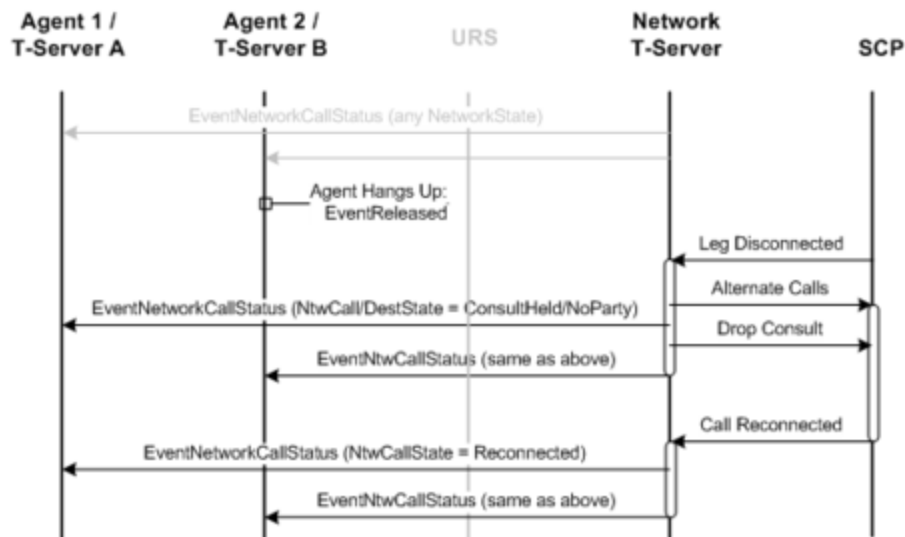 Agent 1 /
T-Server A
Agent 2 /
T-Server B
URS
Network
T-Server
SCP
EventNetworkCallStatus (any NetworkState)
Agent Hangs Up:
EventReleased
Leg Disconnected
Alternate Calls
EventNetworkCallStatus (NtwCall/DestState = ConsultHeld/NoParty)
Drop Consult
EventNtwCallStatus (same as above)
Call Reconnected
EventNetworkCallStatus (NtwCallState = Reconnected)
EventNtwCallStatus (same as above)